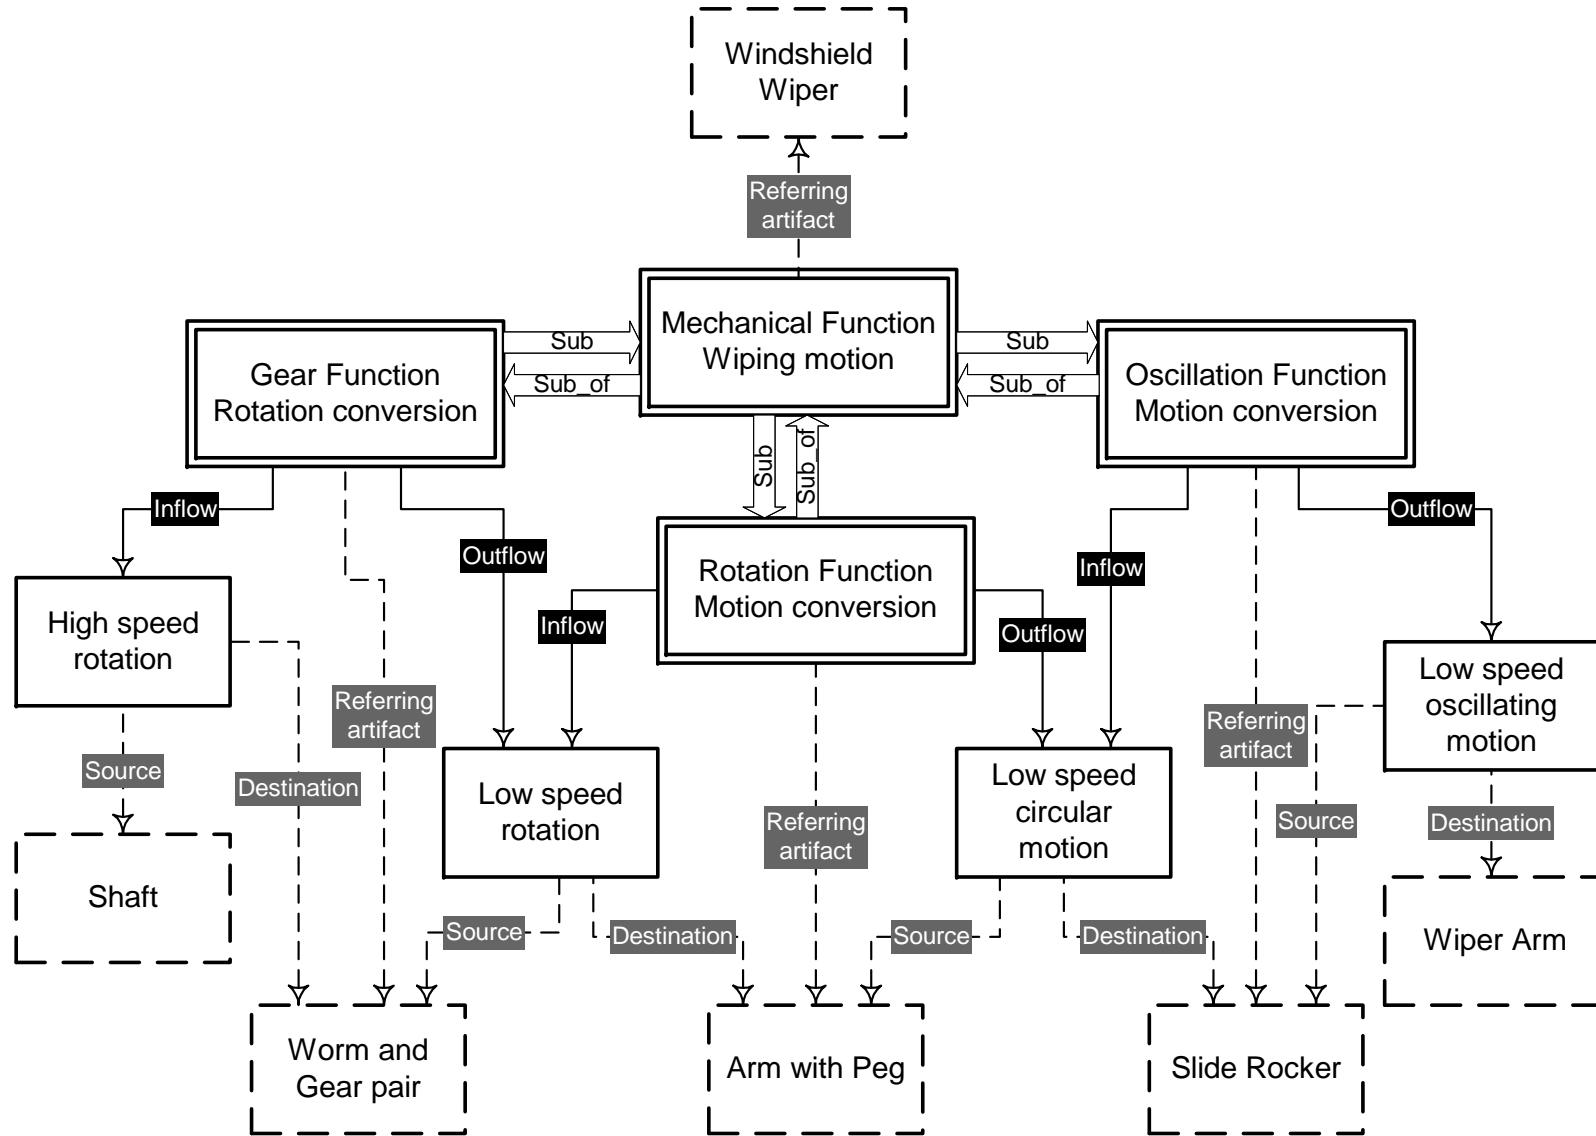 Windshield
Wiper
Referring
artifact
Mechanical Function
Wiping motion
Sub
Sub_of
Sub
Sub_of
Gear Function
Rotation conversion
Oscillation Function
Motion conversion
Sub
Sub_of
Inflow
Outflow
Outflow
Rotation Function
Motion conversion
Inflow
Inflow
Outflow
High speed
rotation
Low speed
oscillating
motion
Referring
artifact
Referring
artifact
Source
Destination
Low speed
rotation
Low speed
circular
motion
Referring
artifact
Source
Destination
Shaft
Source
Destination
Source
Destination
Wiper Arm
Worm and
Gear pair
Arm with Peg
Slide Rocker